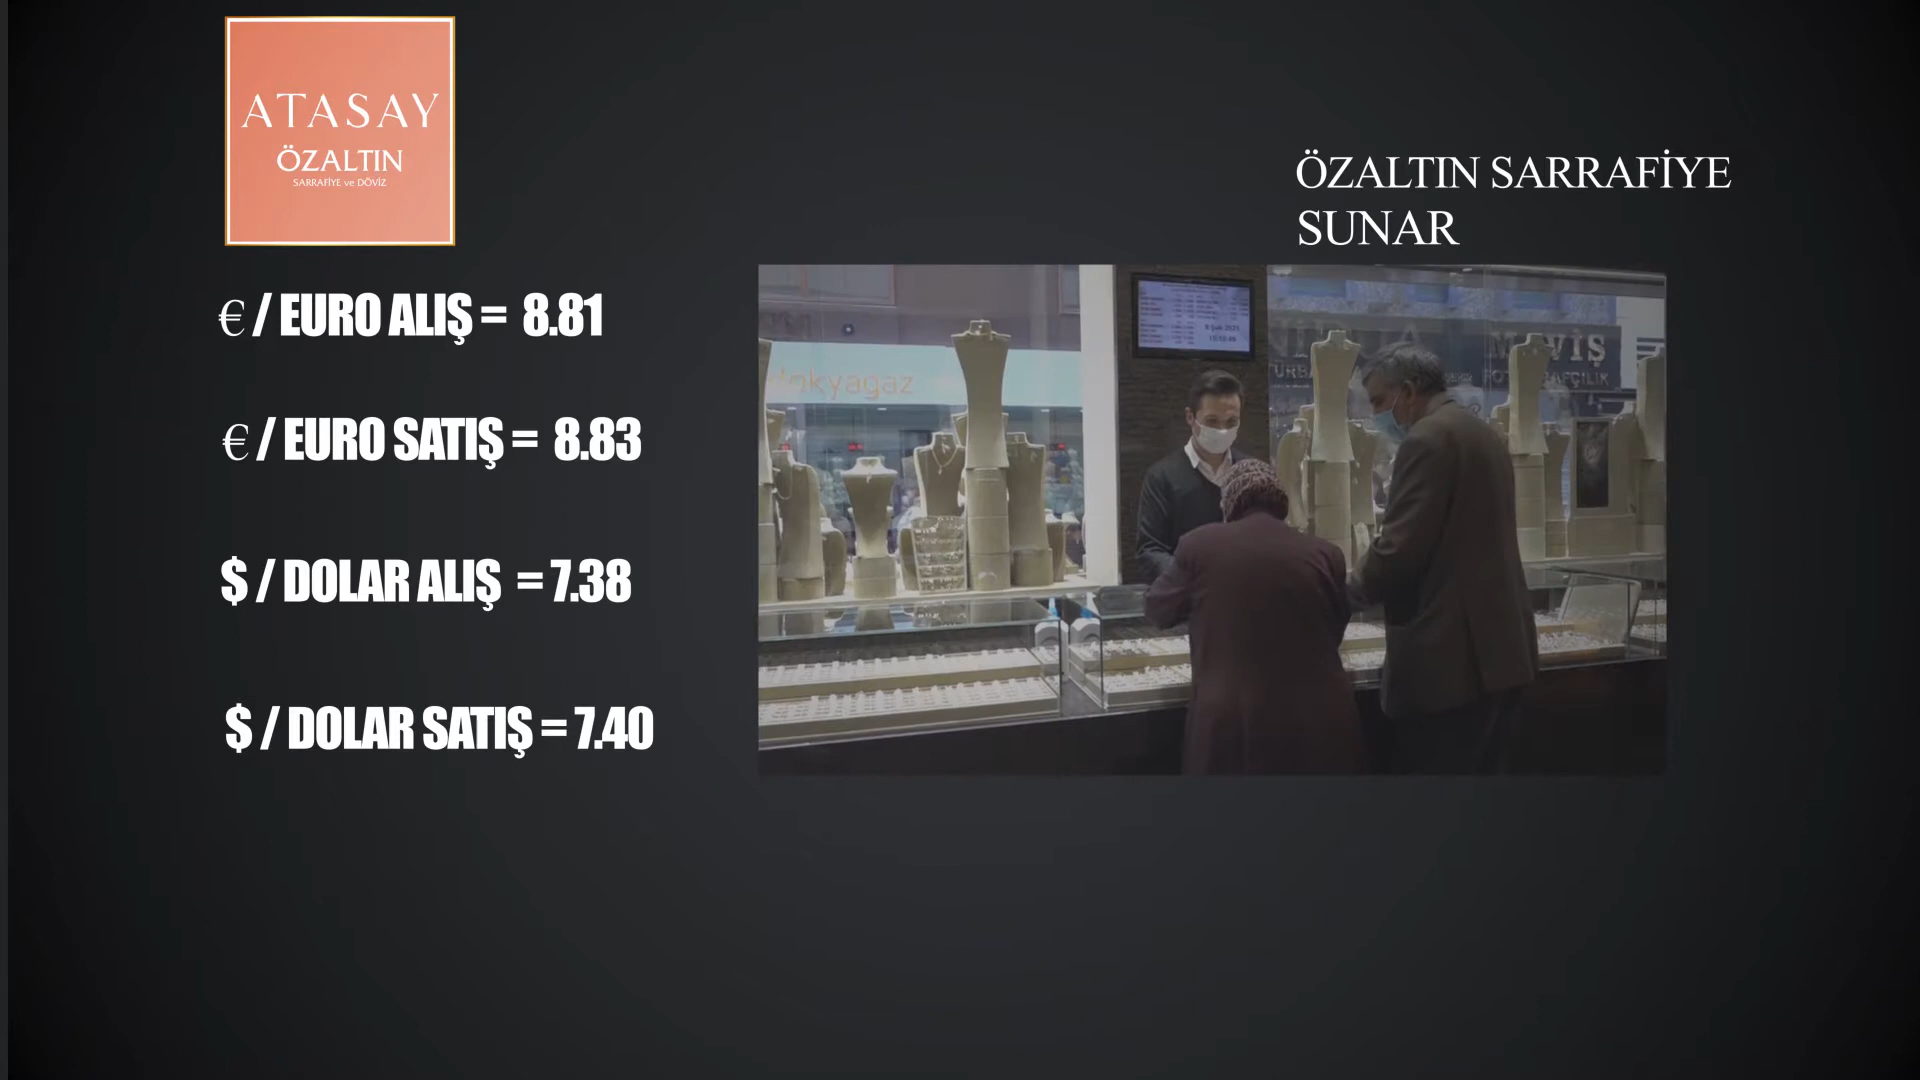 ATASAY
ÖZALTIN
SARRAFİYE ve DÖVİZ
ÖZALTIN SARRAFİYE
SUNAR
€ / EURO ALIŞ = 8.81
€ / EURO SATIŞ = 8.83
$ / DOLAR ALIŞ = 7.38
$ / DOLAR SATIŞ = 7.40